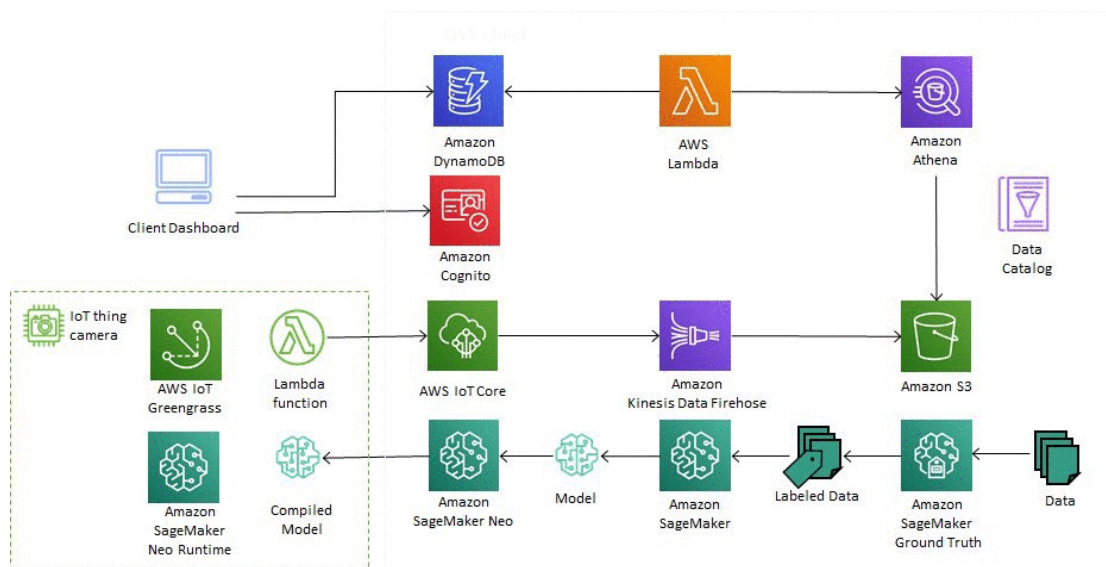 AWS Cloud
Amazon
DynamoDB
AWS
Lambda
Amazon
Athena
Client Dashboard
Amazon
Cognito
Data
Catalog
IoT thing
camera
AWS IoT
Greengrass
Lambda
function
AWS IoT Core
Amazon
Kinesis Data Firehose
Amazon S3
Amazon
SageMaker
Neo Runtime
Compiled
Model
Amazon
SageMaker Neo
Model
Amazon
SageMaker
Labeled Data
Amazon
SageMaker
Ground Truth
Data